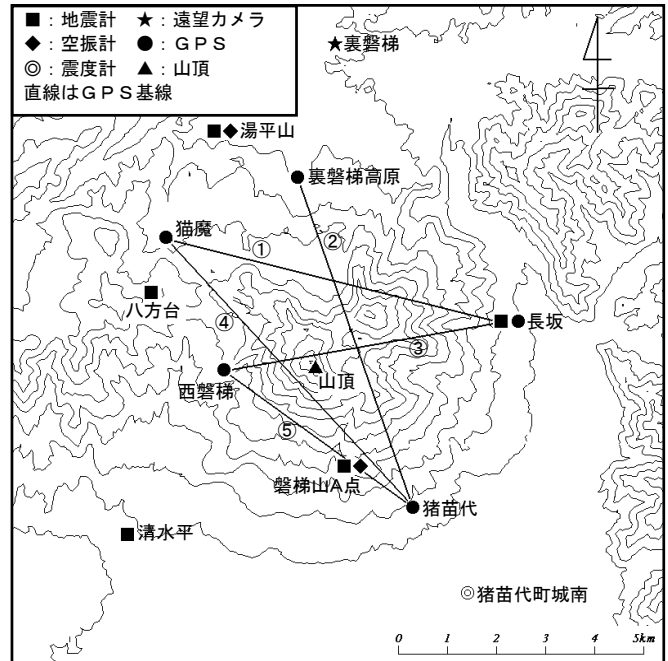 ■：地震計 ★：遠望カメラ
◆：空振計 ●：ＧＰＳ
◎：震度計 ▲：山頂
直線はＧＰＳ基線
★裏磐梯
湯平山
裏磐梯高原
猫魔
②
①
八方台
④
長坂
③
山頂
西磐梯
⑤
磐梯山A点
猪苗代
清水平
◎猪苗代町城南
0 1 2 3 4 5km